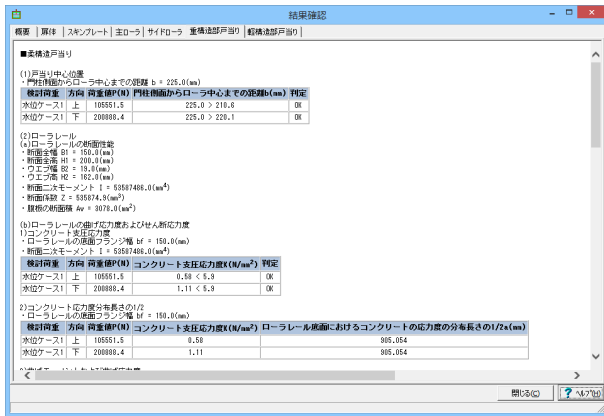 結果確認
概要 扉体 スキンプレート 主ローラ サイドローラ 重構造部戸当り 軽構造部戸当り
■柔構造戸当り
(1)戸当り中心位置
・門柱側面からローラ中心までの距離 b = 225.0(mm)
検討荷重 方向 荷重値P(N) 門柱側面からローラ中心までの距離b(mm) 判定
水位ケース1 上 105551.5 225.0 > 210.6 OK
水位ケース1 下 200888.4 225.0 > 220.1 OK
(2)ローラレール
(a)ローラレールの断面性能
・断面全幅 B1 = 150.0(mm)
・断面全高 H1 = 200.0(mm)
・ウエブ幅 B2 = 19.0(mm)
・ウエブ高 H2 = 162.0(mm)
・断面二次モーメント I = 53587486.0(mm4)
・断面係数 Z = 535874.9(mm3)
・腹板の断面積 Aw = 3078.0(mm2)
(b)ローラレールの曲げ応力度およびせん断応力度
1)コンクリート支圧応力度
・ローラレールの底面フランジ幅 bf = 150.0(mm)
・断面二次モーメント I = 53587486.0(mm4)
検討荷重 方向 荷重値P(N) コンクリート支圧応力度K(N/mm2) 判定
水位ケース1 上 105551.5 0.58 < 5.9 OK
水位ケース1 下 200888.4 1.11 < 5.9 OK
2)コンクリート応力度分布長さの1/2
・ローラレールの底面フランジ幅 bf = 150.0(mm)
検討荷重 方向 荷重値P(N) コンクリート支圧応力度K(N/mm2) ローラレール底面におけるコンクリートの応力度の分布長さの1/2a(mm)
水位ケース1 上 105551.5 0.58 905.054
水位ケース1 下 200888.4 1.11 905.054
閉じる(C) ? ヘルプ(H)